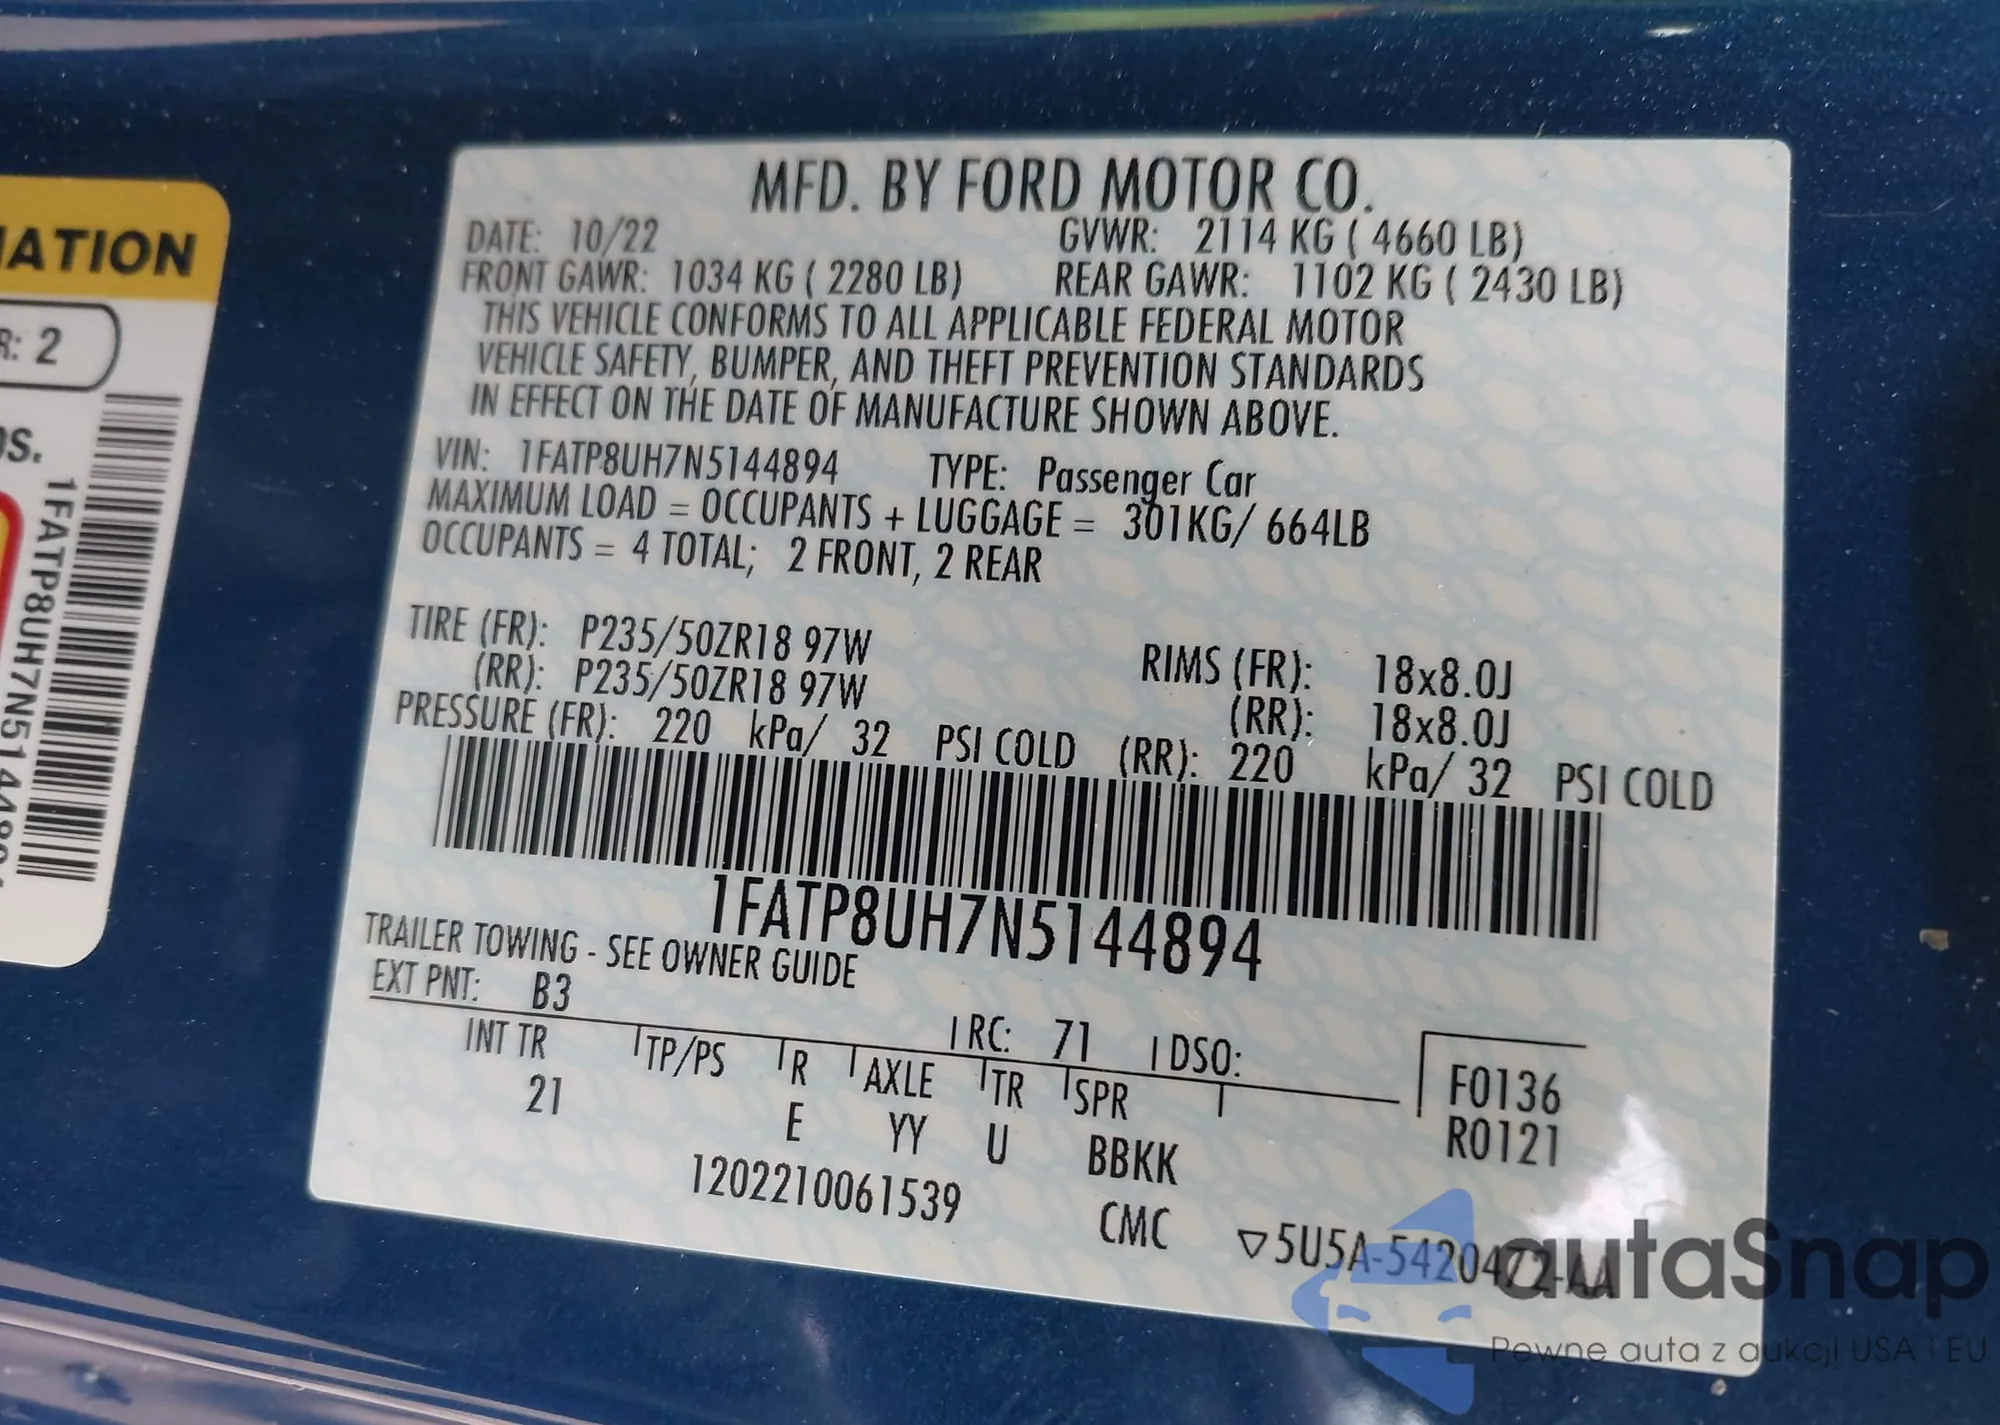 MFD. BY FORD MOTOR CO.
DATE: 10/22 GVWR: 2114 KG ( 4660 LB)
FRONT GAWR: 1034 KG ( 2280 LB) REAR GAWR: 1102 KG ( 2430 LB)
THIS VEHICLE CONFORMS TO ALL APPLICABLE FEDERAL MOTOR
VEHICLE SAFETY, BUMPER, AND THEFT PREVENTION STANDARDS
IN EFFECT ON THE DATE OF MANUFACTURE SHOWN ABOVE.
VIN: 1FATP8UH7N5144894 TYPE: Passenger Car
MAXIMUM LOAD = OCCUPANTS + LUGGAGE = 301KG/ 664LB
OCCUPANTS = 4 TOTAL; 2 FRONT, 2 REAR
TIRE (FR): P235/50ZR18 97W RIMS (FR): 18x8.0J
(RR): P235/50ZR18 97W (RR): 18x8.0J
PRESSURE (FR): 220 kPa/ 32 PSI COLD (RR): 220 kPa/ 32 PSI COLD
1FATP8UH7N5144894
TRAILER TOWING - SEE OWNER GUIDE
EXT PNT: B3 RC: 71 DSO:
INT TR TP/PS R AXLE TR SPR F0136
21 E YY U BBKK R0121
1202210061539 CMC ▽5U5A-5420472-AA
R: 2
1FATP8UH7N5144894
autaSnap
Pewne auta z aukcji USA i EU